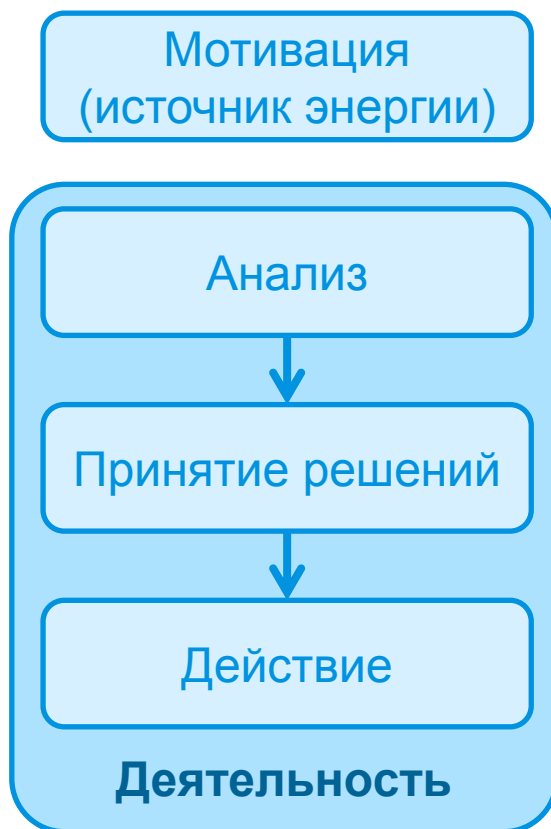 Мотивация
(источник энергии)
Анализ
Принятие решений
Действие
Деятельность